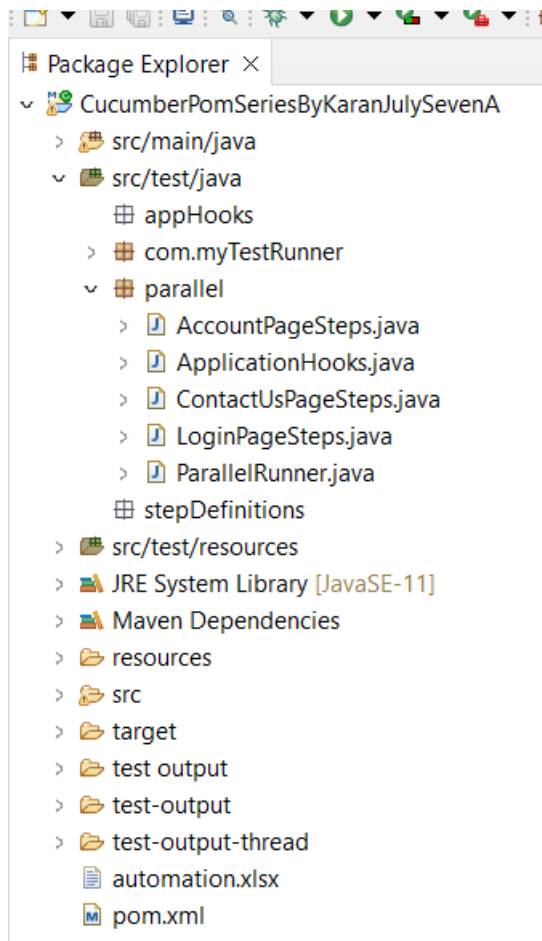 Package Explorer
CucumberPomSeriesByKaranJulySevenA
src/main/java
src/test/java
appHooks
com.myTestRunner
parallel
AccountPageSteps.java
ApplicationHooks.java
ContactUsPageSteps.java
LoginPageSteps.java
ParallelRunner.java
stepDefinitions
src/test/resources
JRE System Library [JavaSE-11]
Maven Dependencies
resources
src
target
test output
test-output
test-output-thread
automation.xlsx
pom.xml